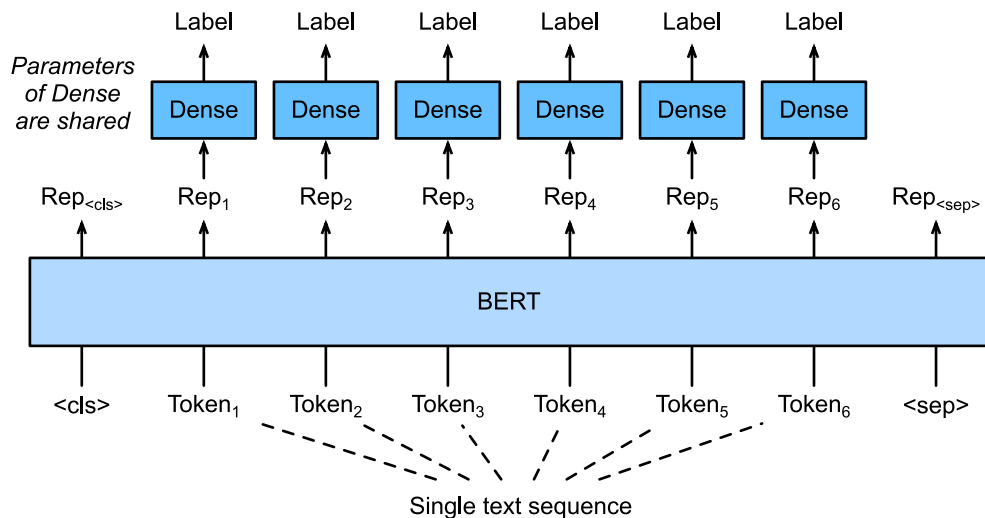 Label Label Label Label Label Label
Parameters
of Dense
are shared
Dense Dense Dense Dense Dense Dense
Rep<cls> Rep1 Rep2 Rep3 Rep4 Rep5 Rep6 Rep<sep>
BERT
<cls> Token1 Token2 Token3 Token4 Token5 Token6 <sep>
Single text sequence